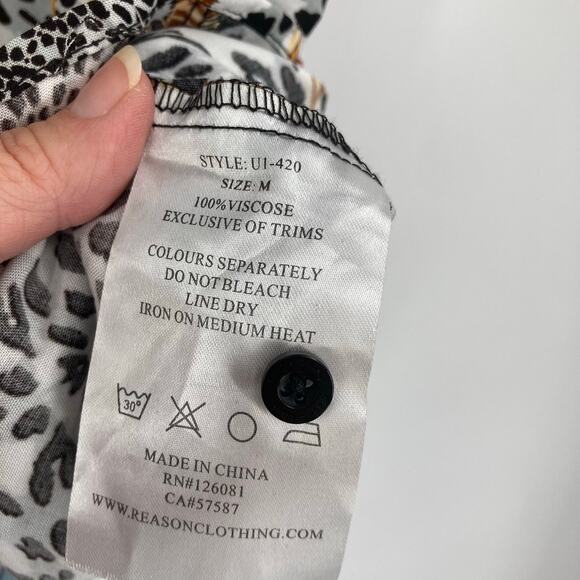 STYLE: U1-420
SIZE: M
100% VISCOSE
EXCLUSIVE OF TRIMS
COLOURS SEPARATELY
DO NOT BLEACH
LINE DRY
IRON ON MEDIUM HEAT
30°
MADE IN CHINA
RN#126081
CA#57587
WWW.REASONCLOTHING.COM